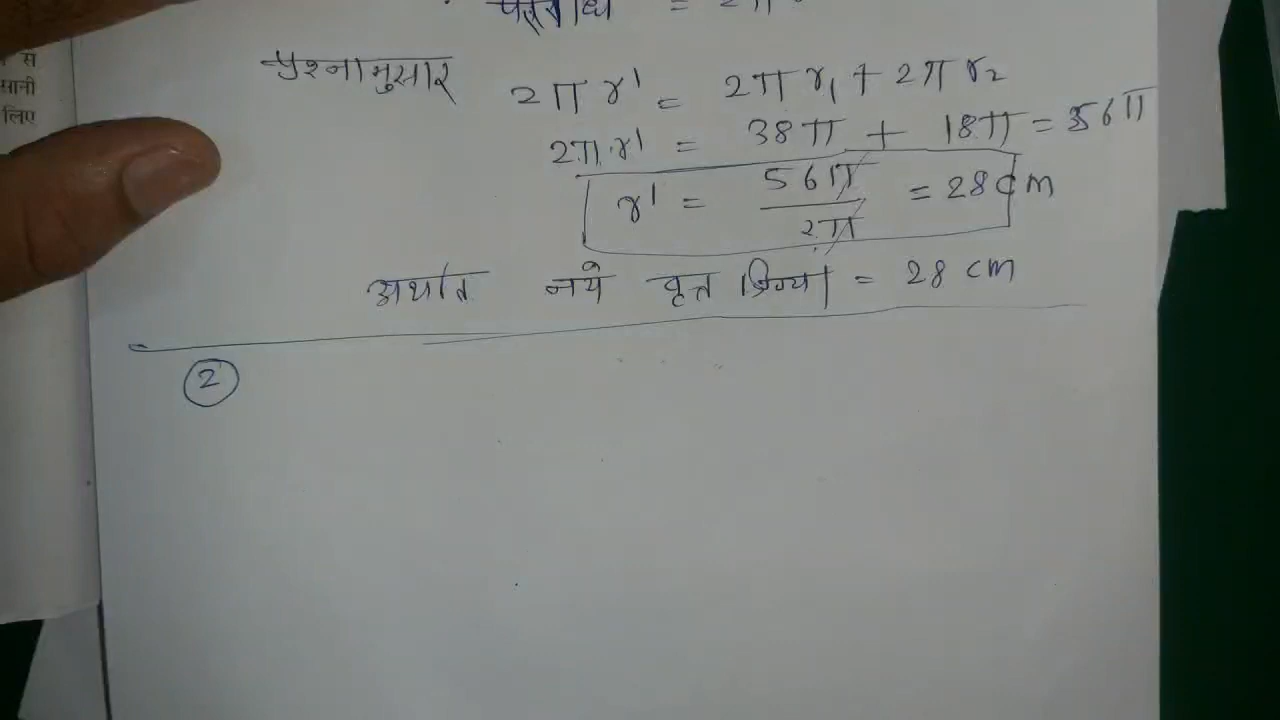 = 2π
स
सानी
लिए
प्रश्नानुसार 2π r' = 2π r₁ + 2π r₂
2π r' = 38π + 18π = 56π
r' = 56π / 2π = 28 cm
अर्थात नये वृत्त त्रिज्या = 28 cm
2